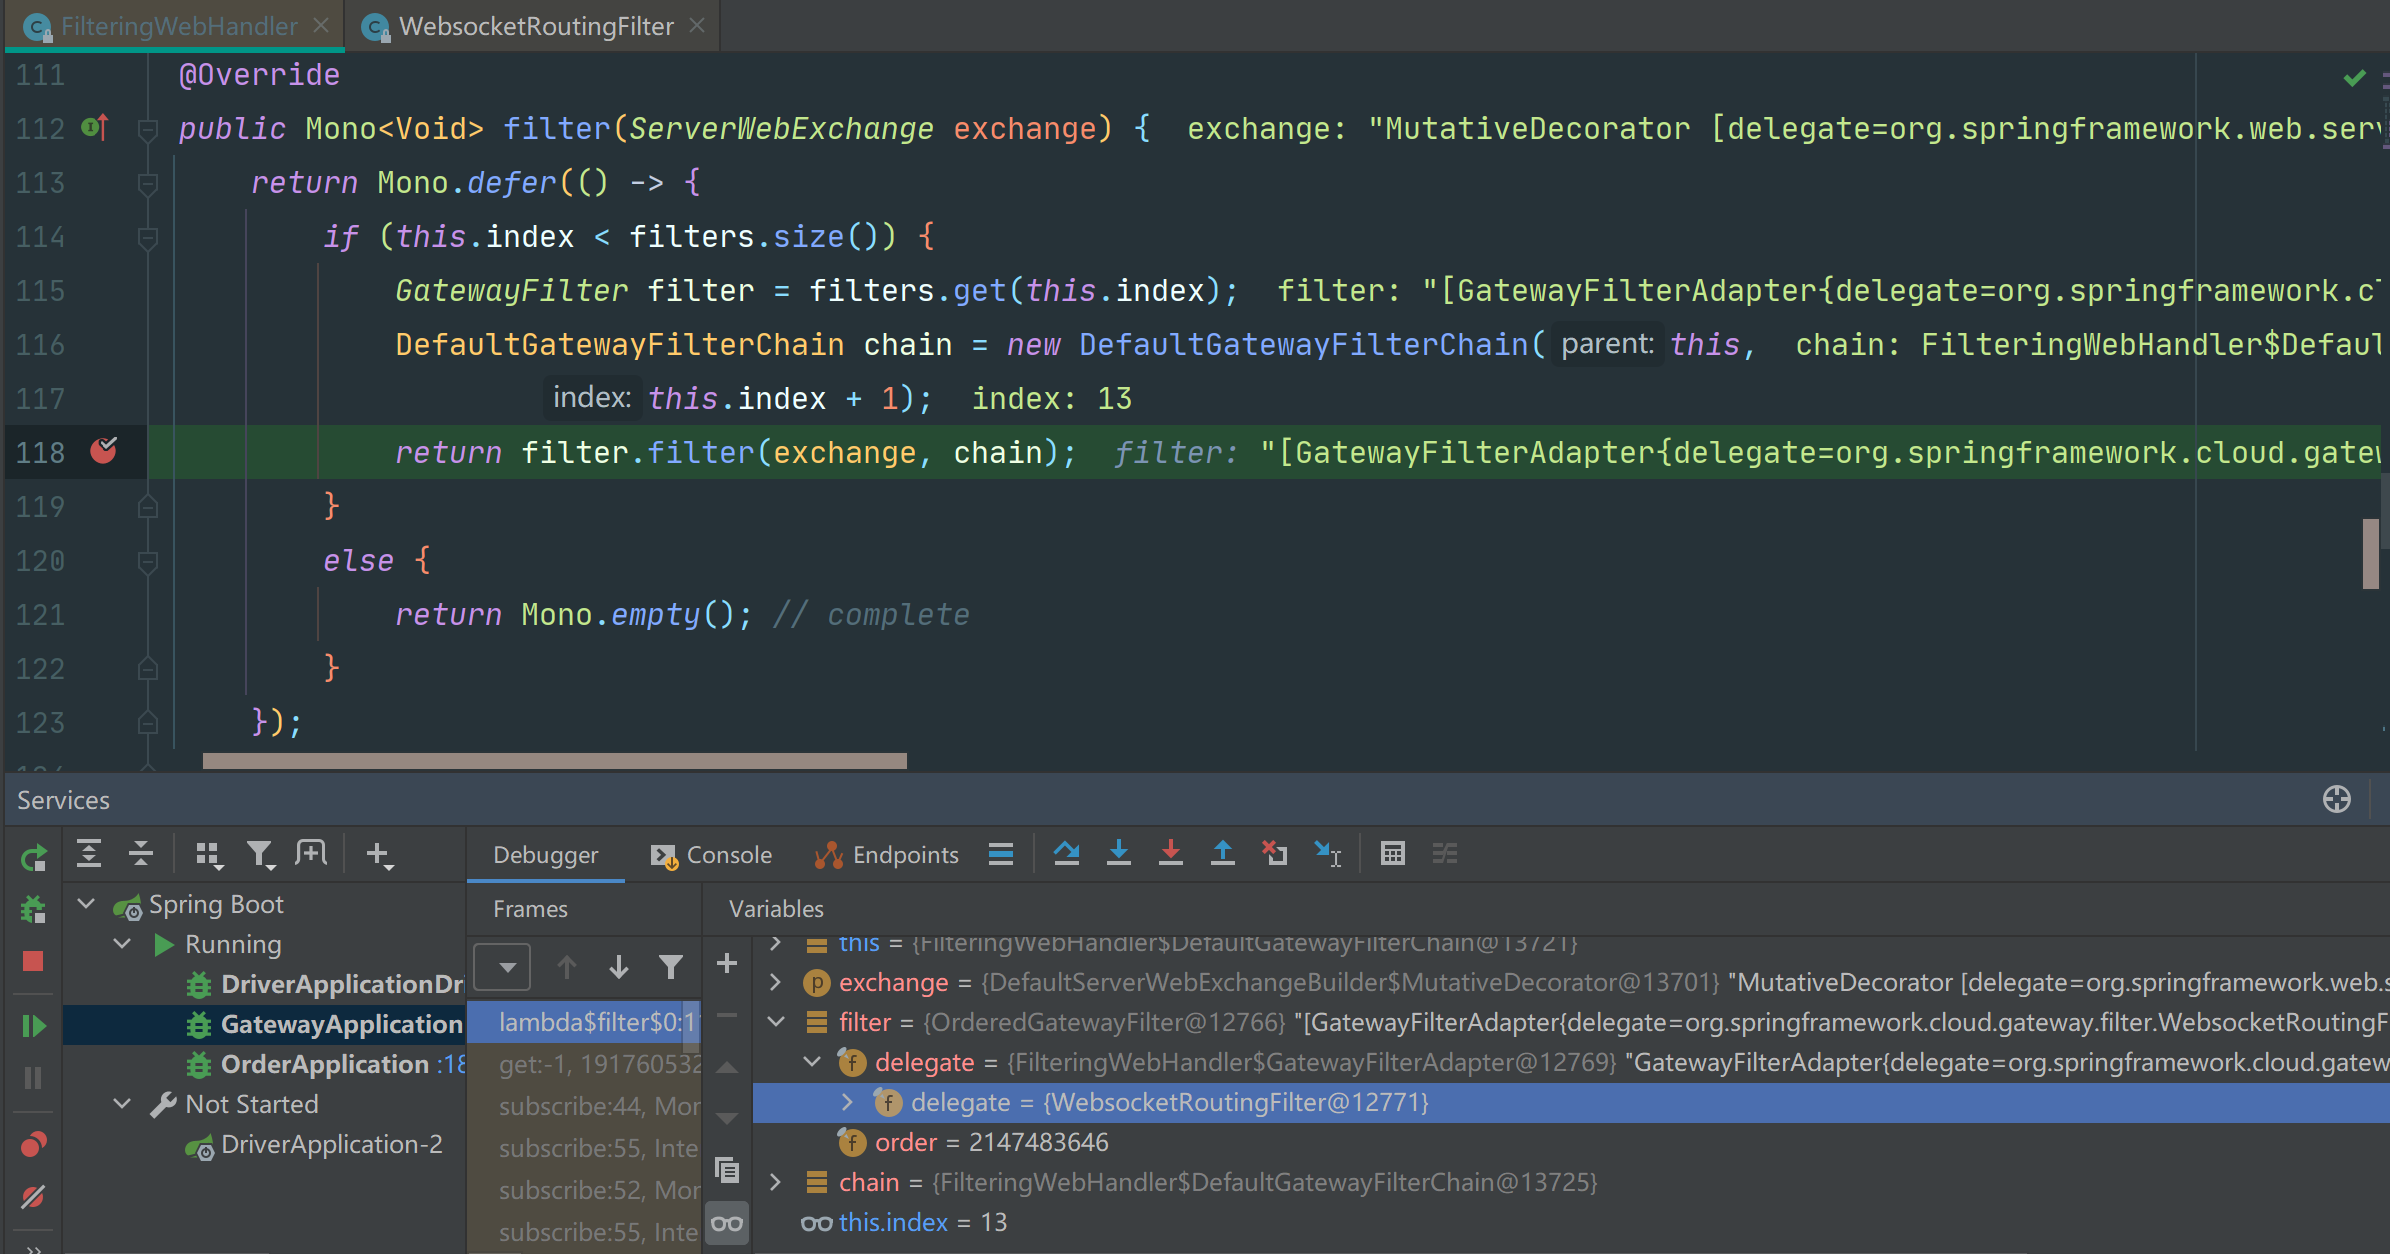 FilteringWebHandler WebsocketRoutingFilter
111 @Override
112 public Mono<Void> filter(ServerWebExchange exchange) { exchange: "MutativeDecorator [delegate=org.springframework.web.serv
113 return Mono.defer(() -> {
114 if (this.index < filters.size()) {
115 GatewayFilter filter = filters.get(this.index); filter: "[GatewayFilterAdapter{delegate=org.springframework.cl
116 DefaultGatewayFilterChain chain = new DefaultGatewayFilterChain( parent: this, chain: FilteringWebHandler$Defaul
117 index: this.index + 1); index: 13
118 return filter.filter(exchange, chain); filter: "[GatewayFilterAdapter{delegate=org.springframework.cloud.gatew
119 }
120 else {
121 return Mono.empty(); // complete
122 }
123 });
Services
Debugger Console Endpoints
Spring Boot
Running
DriverApplicationDri
GatewayApplication
OrderApplication :18
Not Started
DriverApplication-2
Frames
lambda$filter$0:1
get:-1, 191760532
subscribe:44, Mor
subscribe:55, Inte
subscribe:52, Mor
subscribe:55, Inte
Variables
this = {FilteringWebHandler$DefaultGatewayFilterChain@13721}
exchange = {DefaultServerWebExchangeBuilder$MutativeDecorator@13701} "MutativeDecorator [delegate=org.springframework.web.s
filter = {OrderedGatewayFilter@12766} "[GatewayFilterAdapter{delegate=org.springframework.cloud.gateway.filter.WebsocketRoutingF
delegate = {FilteringWebHandler$GatewayFilterAdapter@12769} "GatewayFilterAdapter{delegate=org.springframework.cloud.gatew
delegate = {WebsocketRoutingFilter@12771}
order = 2147483646
chain = {FilteringWebHandler$DefaultGatewayFilterChain@13725}
this.index = 13